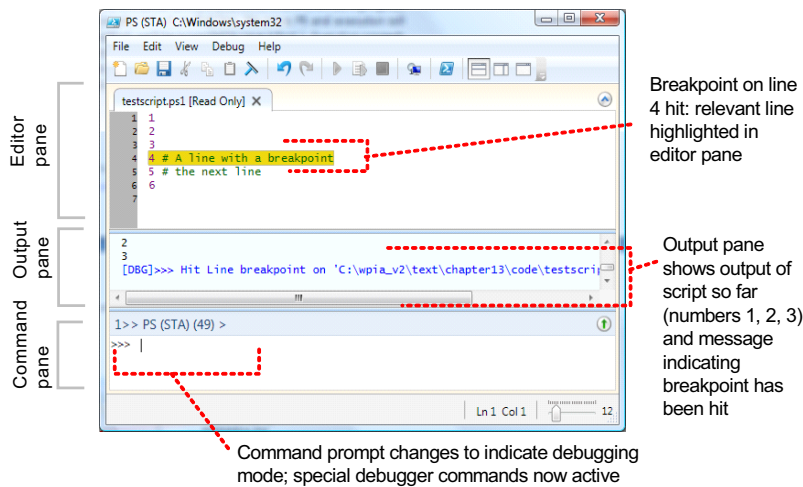 PS (STA) C:\Windows\system32
File Edit View Debug Help
testscript.ps1 [Read Only] X
1 1
2 2
3 3
4 4 # A line with a breakpoint
5 5 # the next line
6 6
7
2
3
[DBG]>>> Hit Line breakpoint on 'C:\wpia_v2\text\chapter13\code\testscrip
1>> PS (STA) (49) >
>>>
Ln 1 Col 1
12
Editor
pane
Output
pane
Command
pane
Breakpoint on line
4 hit: relevant line
highlighted in
editor pane
Output pane
shows output of
script so far
(numbers 1, 2, 3)
and message
indicating
breakpoint has
been hit
Command prompt changes to indicate debugging
mode; special debugger commands now active